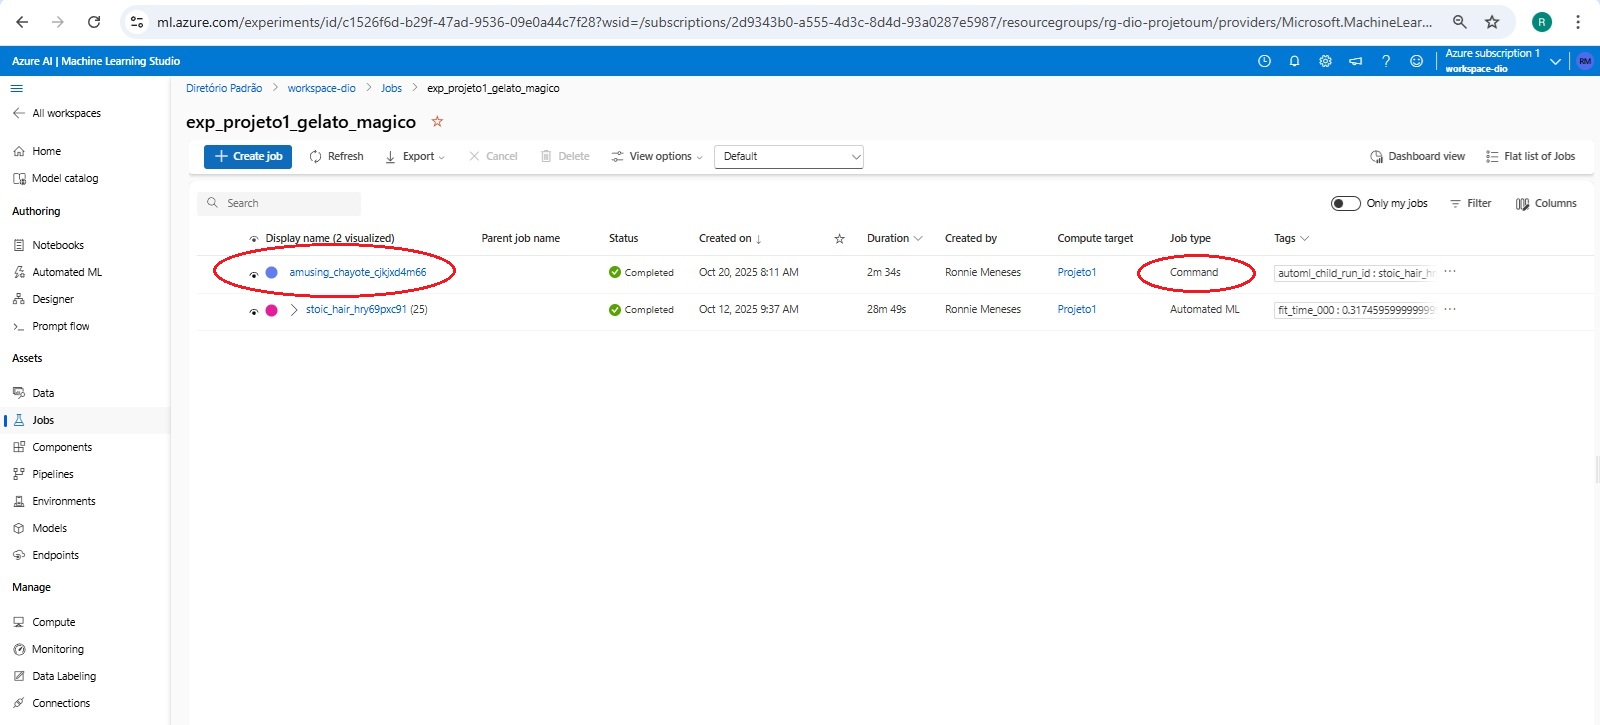 ml.azure.com/experiments/id/c1526f6d-b29f-47ad-9536-09e0a44c7f28?wsid=/subscriptions/2d9343b0-a555-4d3c-8d4d-93a0287e5987/resourcegroups/rg-dio-projetoum/providers/Microsoft.MachineLear...
R
Azure AI | Machine Learning Studio
Azure subscription 1
workspace-dio
RM
Diretório Padrão > workspace-dio > Jobs > exp_projeto1_gelato_magico
All workspaces
Home
Model catalog
Authoring
Notebooks
Automated ML
Designer
Prompt flow
Assets
Data
Jobs
Components
Pipelines
Environments
Models
Endpoints
Manage
Compute
Monitoring
Data Labeling
Connections
exp_projeto1_gelato_magico
Create job Refresh Export Cancel Delete View options Default Dashboard view Flat list of Jobs
Search Only my jobs Filter Columns
Display name (2 visualized) Parent job name Status Created on ↓ Duration Created by Compute target Job type Tags
amusing_chayote_cjkjxd4m66 Completed Oct 20, 2025 8:11 AM 2m 34s Ronnie Meneses Projeto1 Command automl_child_run_id : stoic_hair_hr ...
stoic_hair_hry69pxc91 (25) Completed Oct 12, 2025 9:37 AM 28m 49s Ronnie Meneses Projeto1 Automated ML fit_time_000 : 0.3174595999999999 ...